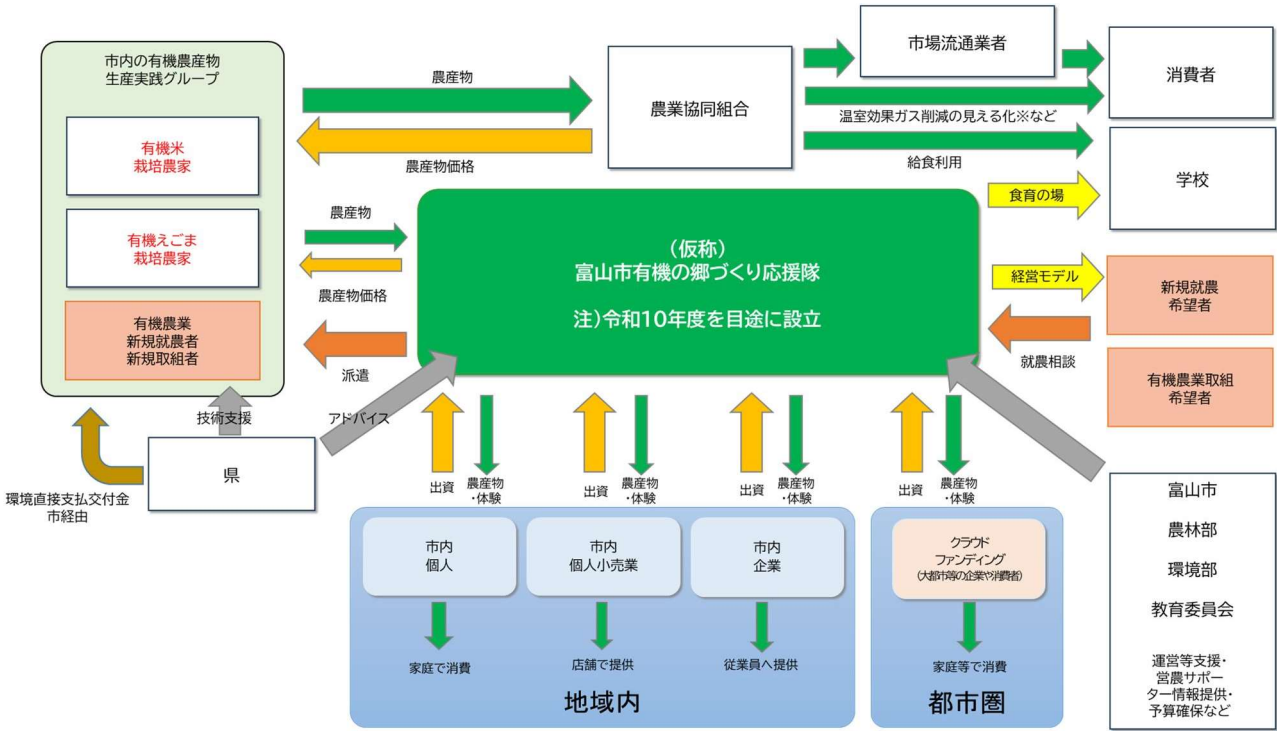 市内の有機農産物
生産実践グループ
有機米
栽培農家
有機えごま
栽培農家
有機農業
新規就農者
新規取組者
農産物
農産物価格
農業協同組合
市場流通業者
消費者
温室効果ガス削減の見える化※など
給食利用
学校
食育の場
農産物
農産物価格
(仮称)
富山市有機の郷づくり応援隊
注)令和10年度を目途に設立
経営モデル
新規就農
希望者
就農相談
有機農業取組
希望者
派遣
技術支援
アドバイス
県
環境直接支払交付金
市経由
出資
農産物
・体験
出資
農産物
・体験
出資
農産物
・体験
出資
農産物
・体験
市内
個人
市内
個人小売業
市内
企業
クラウド
ファンディング
(大都市等の企業や消費者)
家庭で消費
店舗で提供
従業員へ提供
家庭等で消費
地域内
都市圏
富山市
農林部
環境部
教育委員会
運営等支援・
営農サポー
ター情報提供・
予算確保など